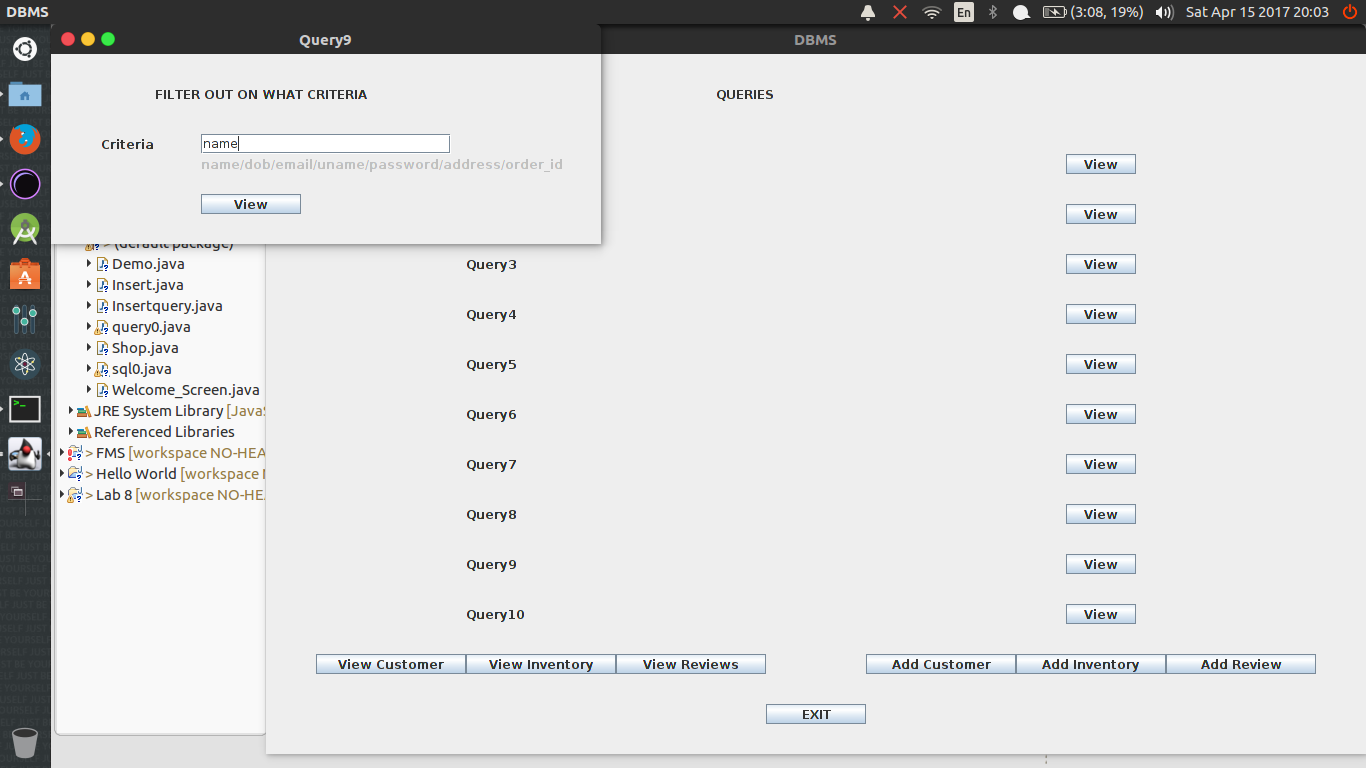 DBMS
En
(3:08, 19%)
Sat Apr 15 2017 20:03
Query9
DBMS
FILTER OUT ON WHAT CRITERIA
Criteria
name
name/dob/email/uname/password/address/order_id
View
QUERIES
View
View
Query3 View
Query4 View
Query5 View
Query6 View
Query7 View
Query8 View
Query9 View
Query10 View
View Customer View Inventory View Reviews Add Customer Add Inventory Add Review
EXIT
> (default package)
Demo.java
Insert.java
Insertquery.java
query0.java
Shop.java
sql0.java
Welcome_Screen.java
JRE System Library [JavaS
Referenced Libraries
> FMS [workspace NO-HEA
> Hello World [workspace N
> Lab 8 [workspace NO-HEA